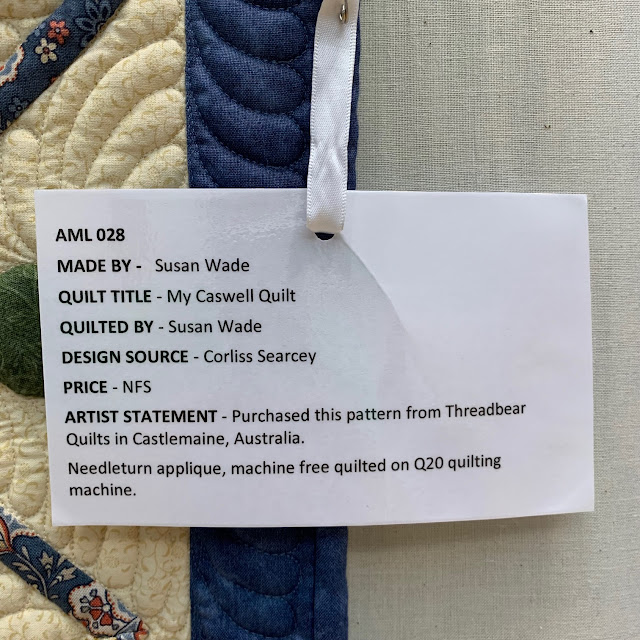 AML 028
MADE BY - Susan Wade
QUILT TITLE - My Caswell Quilt
QUILTED BY - Susan Wade
DESIGN SOURCE - Corliss Searcey
PRICE - NFS
ARTIST STATEMENT - Purchased this pattern from Threadbear
Quilts in Castlemaine, Australia.
Needleturn applique, machine free quilted on Q20 quilting
machine.